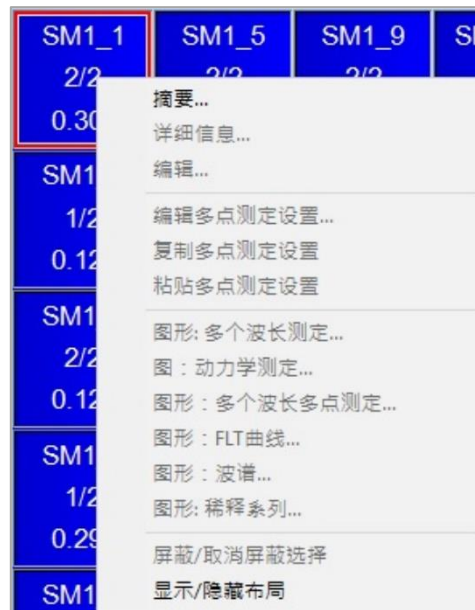 SM1_1 SM1_5 SM1_9
2/2 2/2 2/2
摘要...
0.30
详细信息...
编辑...
SM1
1/2
编辑多点测定设置...
复制多点测定设置
0.12
粘贴多点测定设置
SM1
图形: 多个波长测定...
2/2
图：动力学测定...
0.12
图形：多个波长多点测定...
图形：FLT曲线...
SM1
图形：波谱...
1/2
图形: 稀释系列...
0.29
屏蔽/取消屏蔽选择
SM1
显示/隐藏布局